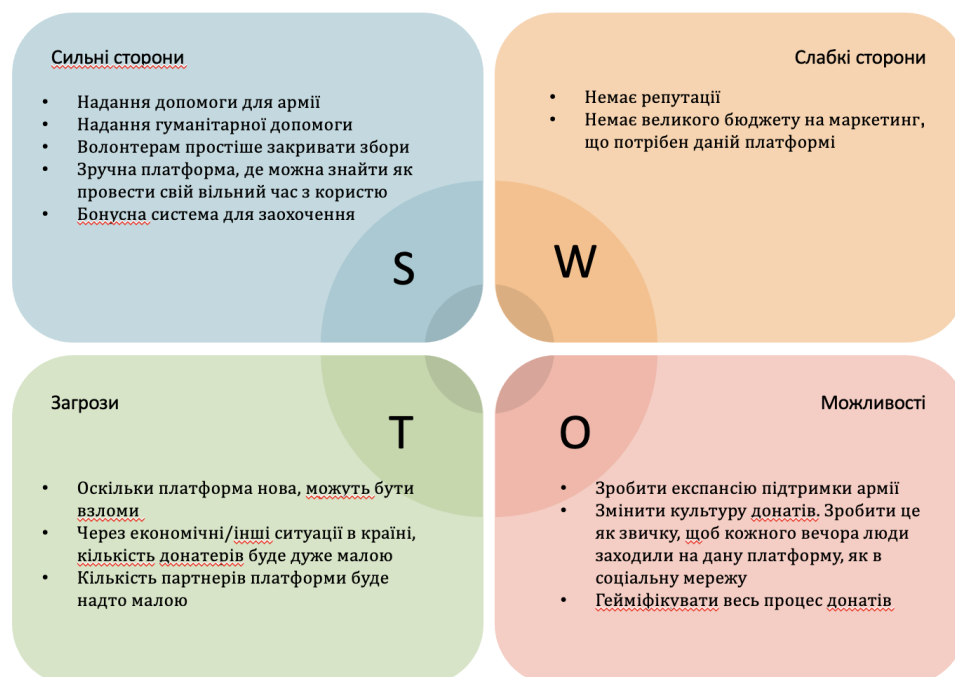 Сильні сторони
• Надання допомоги для армії
• Надання гуманітарної допомоги
• Волонтерам простіше закривати збори
• Зручна платформа, де можна знайти як
провести свій вільний час з користю
• Бонусна система для заохочення
S
Слабкі сторони
• Немає репутації
• Немає великого бюджету на маркетинг,
що потрібен даній платформі
W
Загрози
T
• Оскільки платформа нова, можуть бути
взломи
• Через економічні/інші ситуації в країні,
кількість донатерів буде дуже малою
• Кількість партнерів платформи буде
надто малою
Можливості
O
• Зробити експансію підтримки армії
• Змінити культуру донатів. Зробити це
як звичку, щоб кожного вечора люди
заходили на дану платформу, як в
соціальну мережу
• Гейміфікувати весь процес донатів